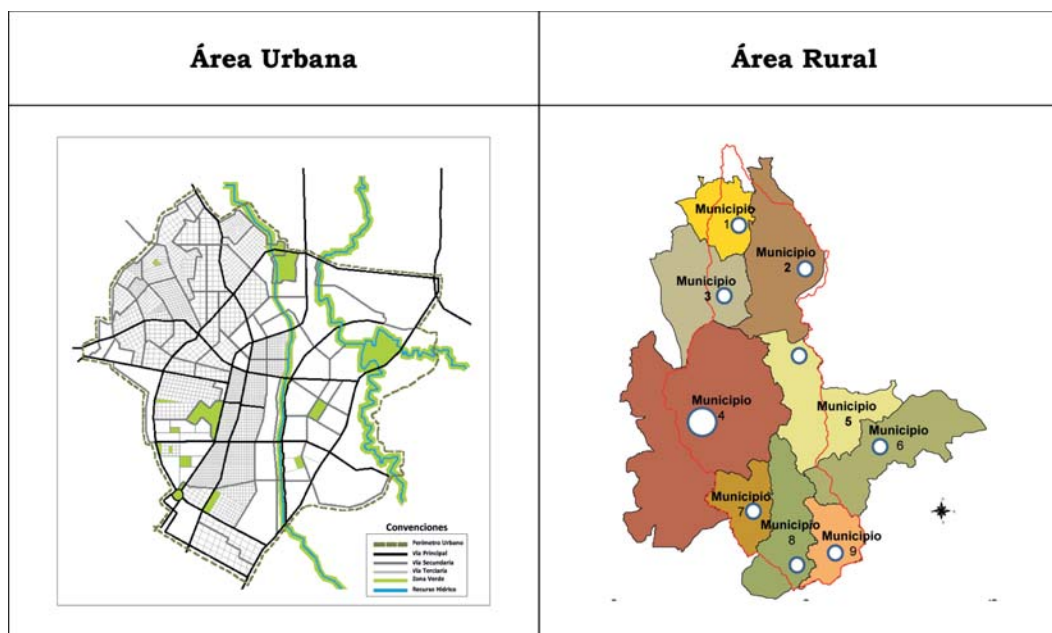 Área Urbana
Área Rural
Convenciones
Perímetro Urbano
Vía Principal
Vía Secundaria
Vía Terciaria
Zona Verde
Recurso Hídrico
Municipio
1
Municipio
2
Municipio
3
Municipio
4
Municipio
5
Municipio
6
Municipio
7
Municipio
8
Municipio
9